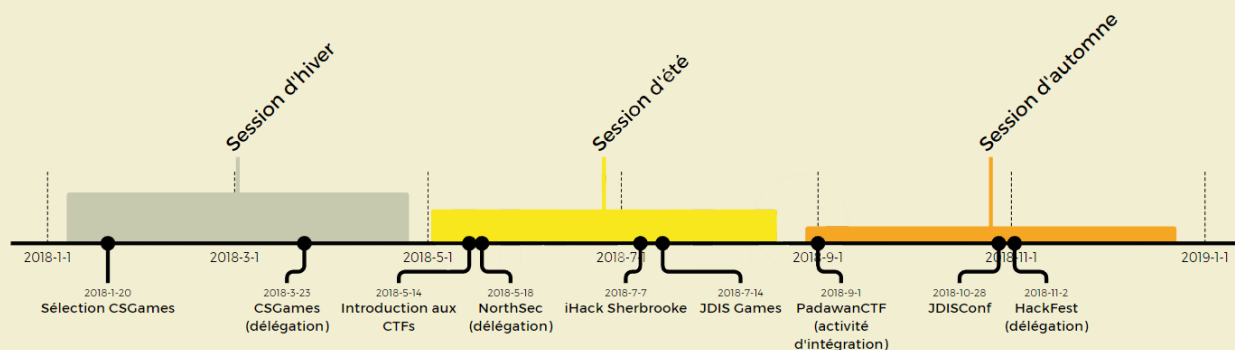 Session d'hiver
Session d'été
Session d'automne
2018-1-1
2018-3-1
2018-5-1
2018-7-1
2018-9-1
2018-11-1
2019-1-1
2018-1-20
Sélection CSGames
2018-3-23
CSGames
(délégation)
2018-5-14
Introduction aux
CTFs
2018-5-18
NorthSec
(délégation)
2018-7-7
iHack Sherbrooke
2018-7-14
JDIS Games
2018-9-1
PadawanCTF
(activité
d'intégration)
2018-10-28
JDISConf
2018-11-2
HackFest
(délégation)